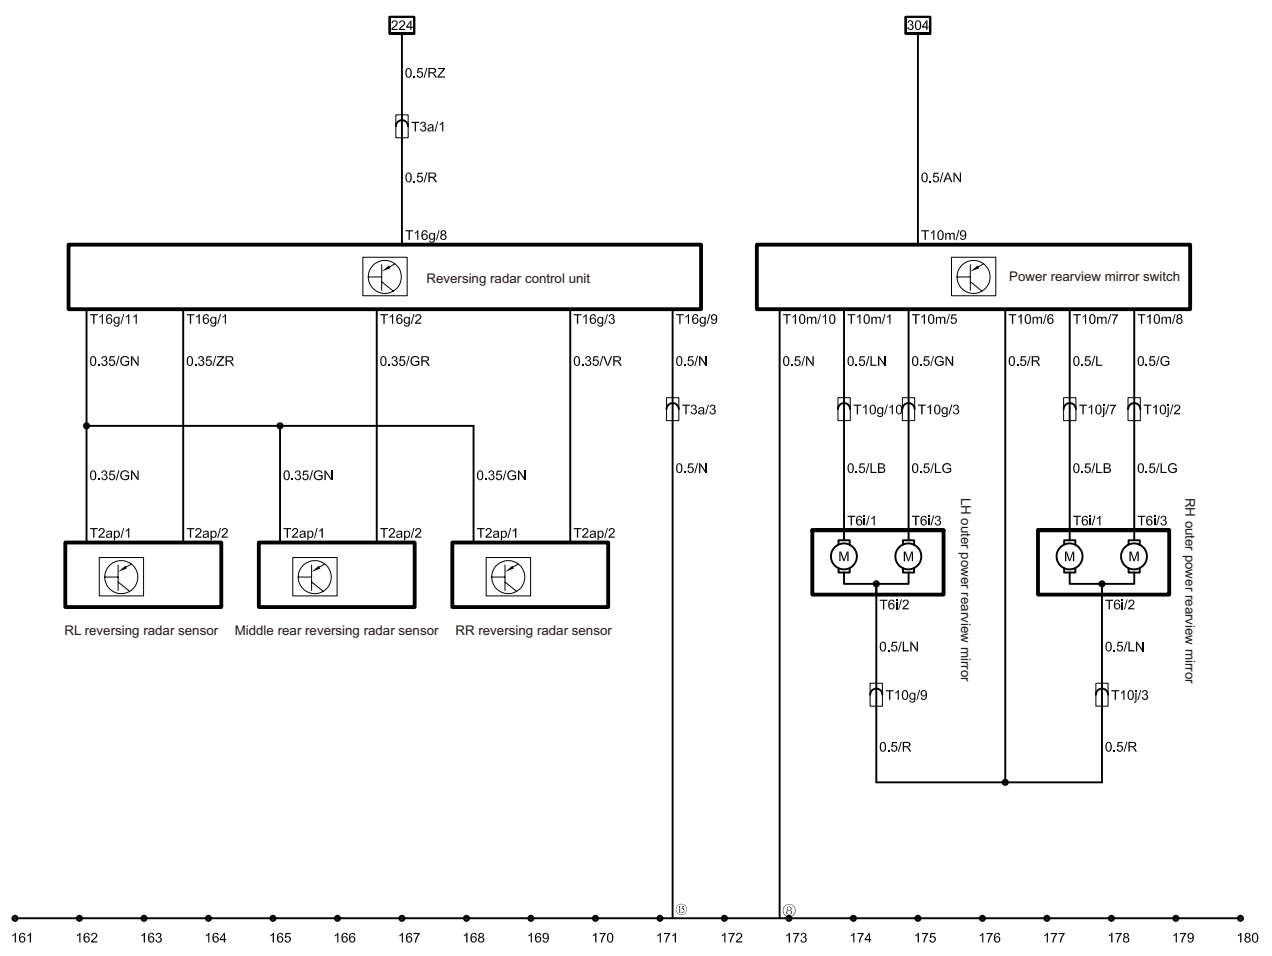 224
304
0.5/RZ
T3a/1
0.5/R
0.5/AN
T16g/8
T10m/9
Reversing radar control unit
Power rearview mirror switch
T16g/11 T16g/1 T16g/2 T16g/3 T16g/9
T10m/10 T10m/1 T10m/5 T10m/6 T10m/7 T10m/8
0.35/GN 0.35/ZR 0.35/GR 0.35/VR 0.5/N
0.5/N 0.5/LN 0.5/GN 0.5/R 0.5/L 0.5/G
T3a/3 T10g/10 T10g/3 T10j/7 T10j/2
0.35/GN 0.35/GN 0.35/GN 0.5/N
0.5/LB 0.5/LG 0.5/LB 0.5/LG
T2ap/1 T2ap/2 T2ap/1 T2ap/2 T2ap/1 T2ap/2
T6i/1 T6i/3 T6i/1 T6i/3
M M M M
LH outer power rearview mirror
RH outer power rearview mirror
T6i/2 T6i/2
RL reversing radar sensor
Middle rear reversing radar sensor
RR reversing radar sensor
0.5/LN 0.5/LN
T10g/9 T10j/3
0.5/R 0.5/R
⑮ ⑧
161 162 163 164 165 166 167 168 169 170 171 172 173 174 175 176 177 178 179 180